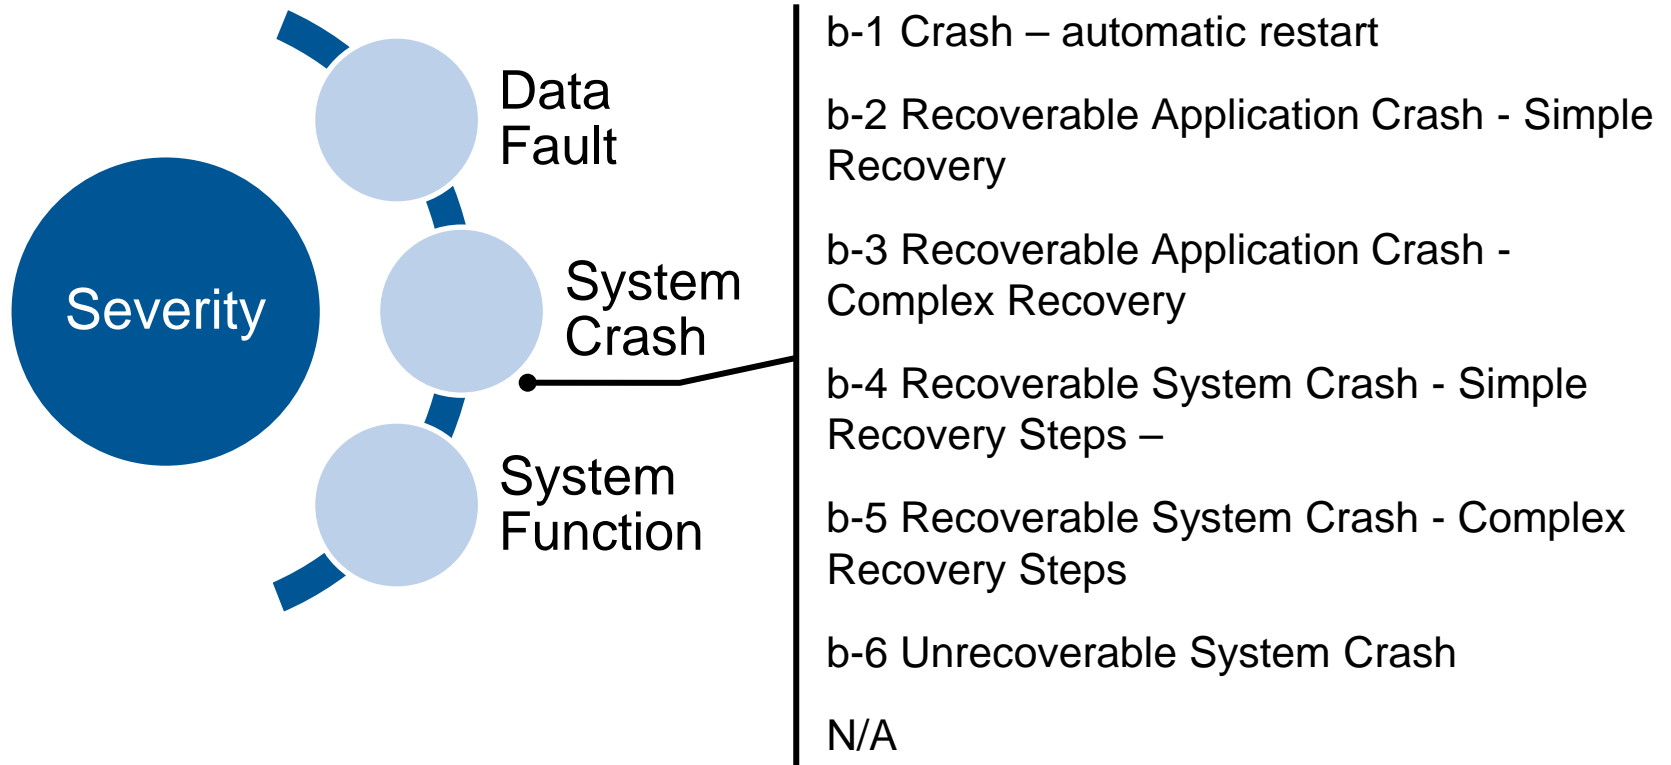 Severity
Data
Fault
System
Crash
System
Function
b-1 Crash – automatic restart
b-2 Recoverable Application Crash - Simple
Recovery
b-3 Recoverable Application Crash -
Complex Recovery
b-4 Recoverable System Crash - Simple
Recovery Steps –
b-5 Recoverable System Crash - Complex
Recovery Steps
b-6 Unrecoverable System Crash
N/A